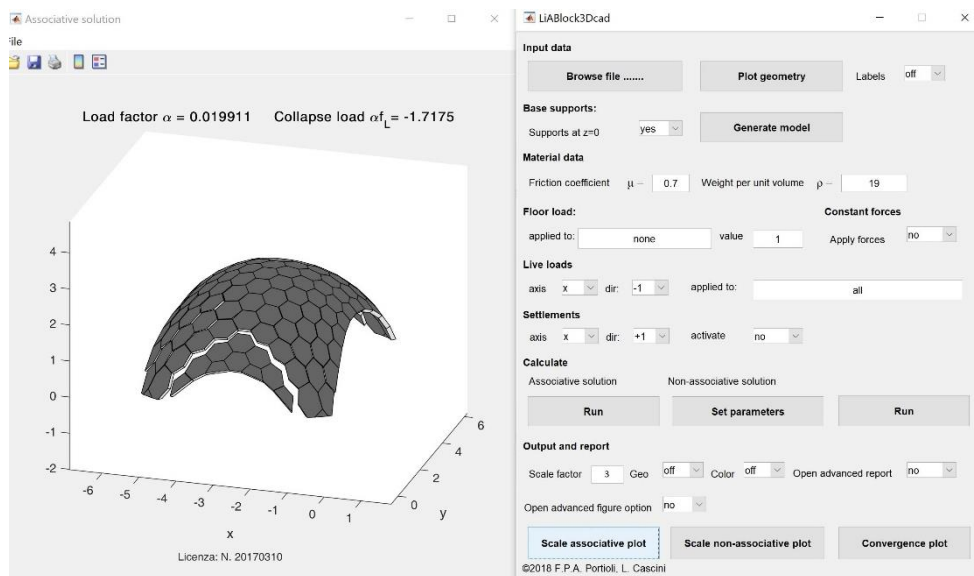 Associative solution
File
Load factor α = 0.019911 Collapse load αf_L= -1.7175
4
3
2
1
0
-1
-2
-6 -5 -4 -3 -2 -1 0 1
x
0 2 4 6
y
Licenza: N. 20170310
LiABlock3Dcad
Input data
Browse file ....... Plot geometry Labels off
Base supports:
Supports at z=0 yes Generate model
Material data
Friction coefficient μ = 0.7 Weight per unit volume ρ = 19
Floor load: Constant forces
applied to: none value 1 Apply forces no
Live loads
axis x dir: -1 applied to: all
Settlements
axis x dir: +1 activate no
Calculate
Associative solution Non-associative solution
Run Set parameters Run
Output and report
Scale factor 3 Geo off Color off Open advanced report no
Open advanced figure option no
Scale associative plot Scale non-associative plot Convergence plot
©2018 F.P.A. Portioli, L. Cascini